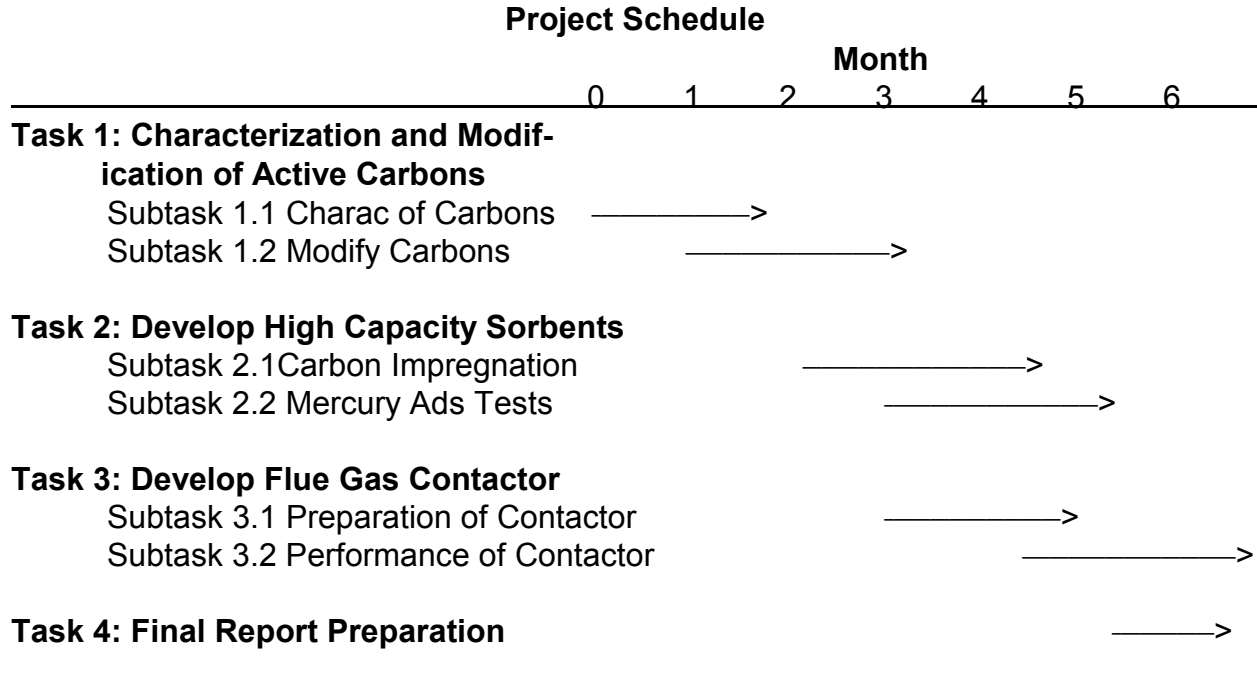 Project Schedule
Month
0 1 2 3 4 5 6
Task 1: Characterization and Modif-
ication of Active Carbons
Subtask 1.1 Charac of Carbons ————————>
Subtask 1.2 Modify Carbons ——————————>
Task 2: Develop High Capacity Sorbents
Subtask 2.1Carbon Impregnation ———————————>
Subtask 2.2 Mercury Ads Tests ——————————>
Task 3: Develop Flue Gas Contactor
Subtask 3.1 Preparation of Contactor —————————>
Subtask 3.2 Performance of Contactor ——————————>
Task 4: Final Report Preparation —————>